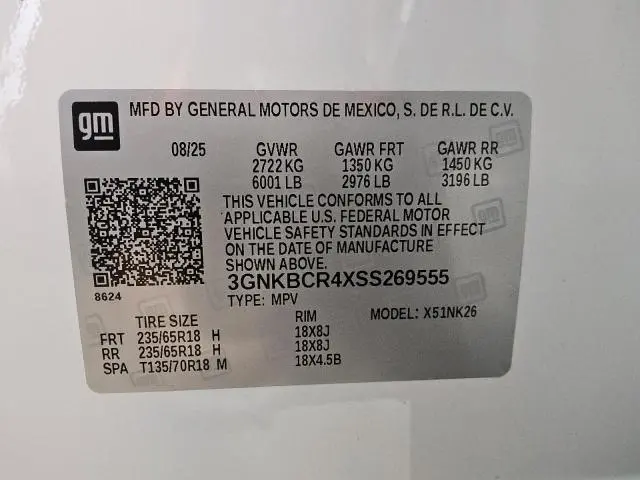 gm
MFD BY GENERAL MOTORS DE MEXICO, S. DE R.L. DE C.V.
08/25 GVWR GAWR FRT GAWR RR
2722 KG 1350 KG 1450 KG
6001 LB 2976 LB 3196 LB
THIS VEHICLE CONFORMS TO ALL
APPLICABLE U.S. FEDERAL MOTOR
VEHICLE SAFETY STANDARDS IN EFFECT
ON THE DATE OF MANUFACTURE
SHOWN ABOVE.
8624
3GNKBCR4XSS269555
TYPE: MPV MODEL: X51NK26
TIRE SIZE RIM
FRT 235/65R18 H 18X8J
RR 235/65R18 H 18X8J
SPA T135/70R18 M 18X4.5B